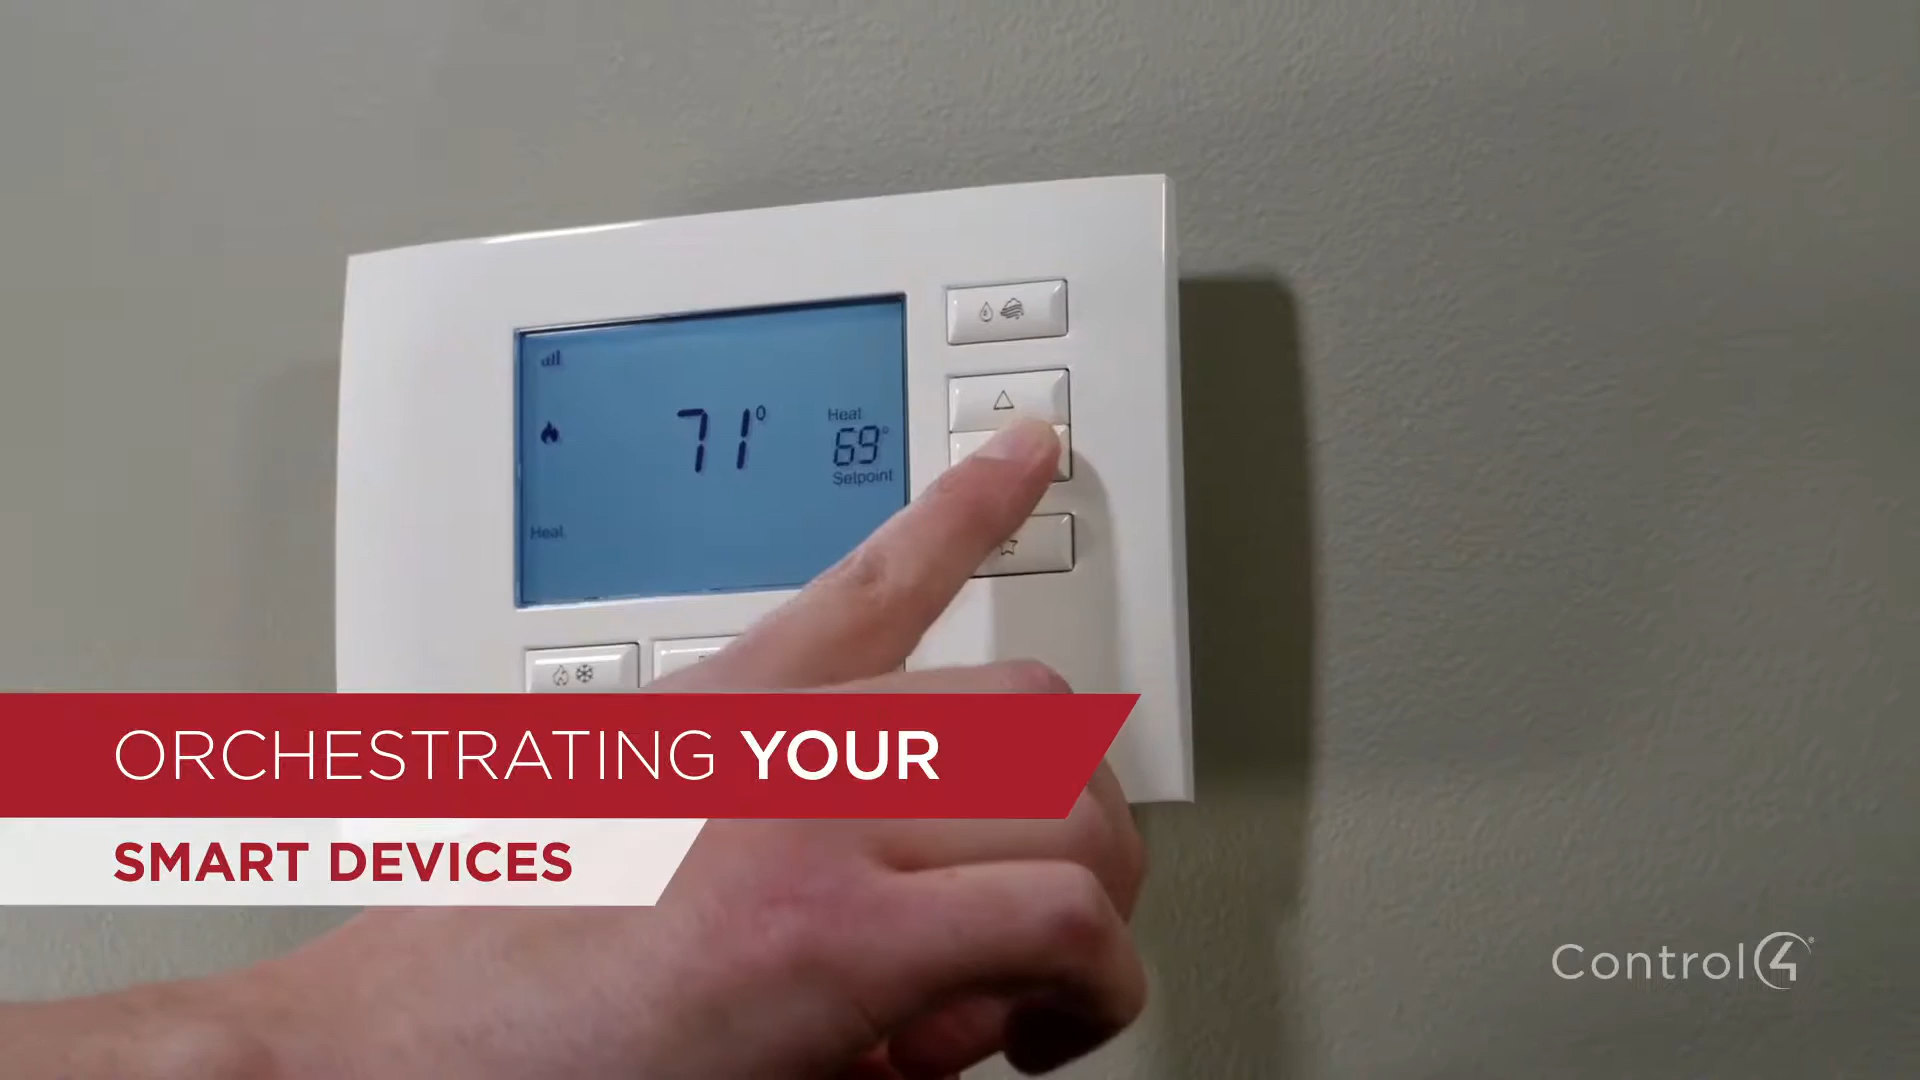 71°
Heat
69°
Setpoint
Heat
ORCHESTRATING YOUR
SMART DEVICES
Control4®